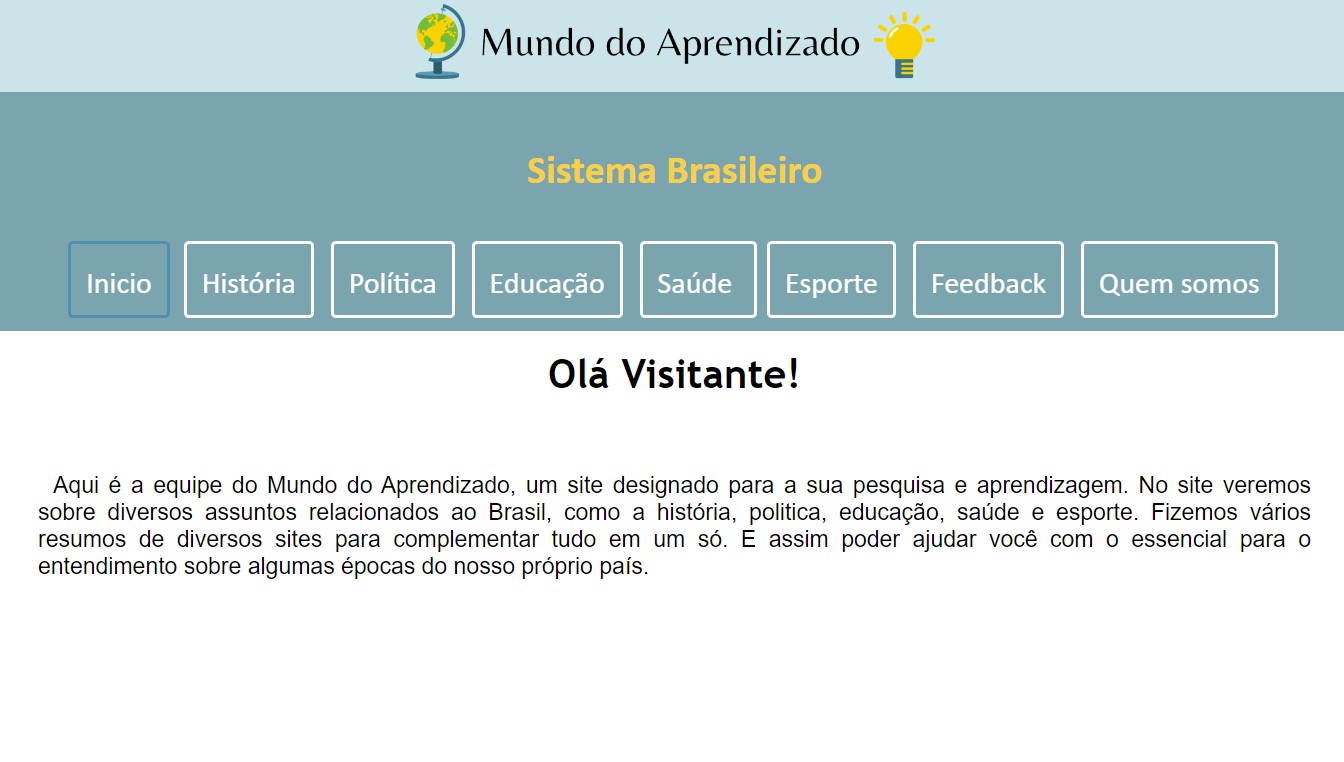 Mundo do Aprendizado
Sistema Brasileiro
Inicio História Política Educação Saúde Esporte Feedback Quem somos
Olá Visitante!
Aqui é a equipe do Mundo do Aprendizado, um site designado para a sua pesquisa e aprendizagem. No site veremos
sobre diversos assuntos relacionados ao Brasil, como a história, politica, educação, saúde e esporte. Fizemos vários
resumos de diversos sites para complementar tudo em um só. E assim poder ajudar você com o essencial para o
entendimento sobre algumas épocas do nosso próprio país.